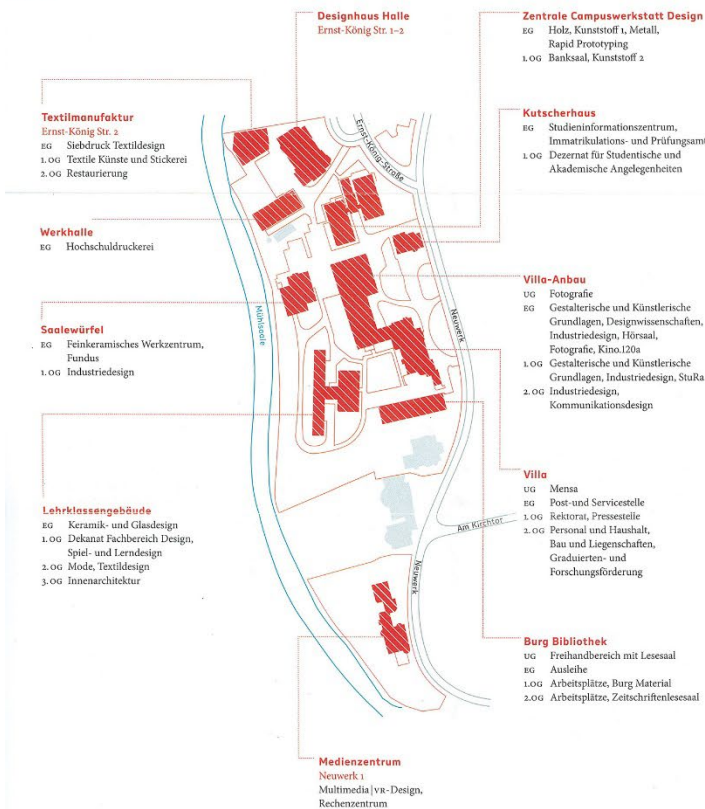 Designhaus Halle
Ernst-König Str. 1–2
Zentrale Campuswerkstatt Design
EG Holz, Kunststoff 1, Metall,
Rapid Prototyping
1. OG Banksaal, Kunststoff 2
Textilmanufaktur
Ernst-König Str. 2
EG Siebdruck Textildesign
1. OG Textile Künste und Stickerei
2. OG Restaurierung
Kutscherhaus
EG Studieninformationszentrum,
Immatrikulations- und Prüfungsamt
1. OG Dezernat für Studentische und
Akademische Angelegenheiten
Ernst-König-Straße
Werkhalle
EG Hochschuldruckerei
Mühlsaale
Neuwerk
Villa-Anbau
UG Fotografie
EG Gestalterische und Künstlerische
Grundlagen, Designwissenschaften,
Industriedesign, Hörsaal,
Fotografie, Kino.120a
1. OG Gestalterische und Künstlerische
Grundlagen, Industriedesign, StuRa
2. OG Industriedesign,
Kommunikationsdesign
Saalewürfel
EG Feinkeramisches Werkzentrum,
Fundus
1. OG Industriedesign
Villa
UG Mensa
EG Post-und Servicestelle
1. OG Rektorat, Pressestelle
2. OG Personal und Haushalt,
Bau und Liegenschaften,
Graduierten- und
Forschungsförderung
Lehrklassengebäude
EG Keramik- und Glasdesign
1. OG Dekanat Fachbereich Design,
Spiel- und Lerndesign
2. OG Mode, Textildesign
3. OG Innenarchitektur
Am Kirchtor
Neuwerk
Burg Bibliothek
UG Freihandbereich mit Lesesaal
EG Ausleihe
1.OG Arbeitsplätze, Burg Material
2.OG Arbeitsplätze, Zeitschriftenlesesaal
Medienzentrum
Neuwerk 1
Multimedia|VR-Design,
Rechenzentrum